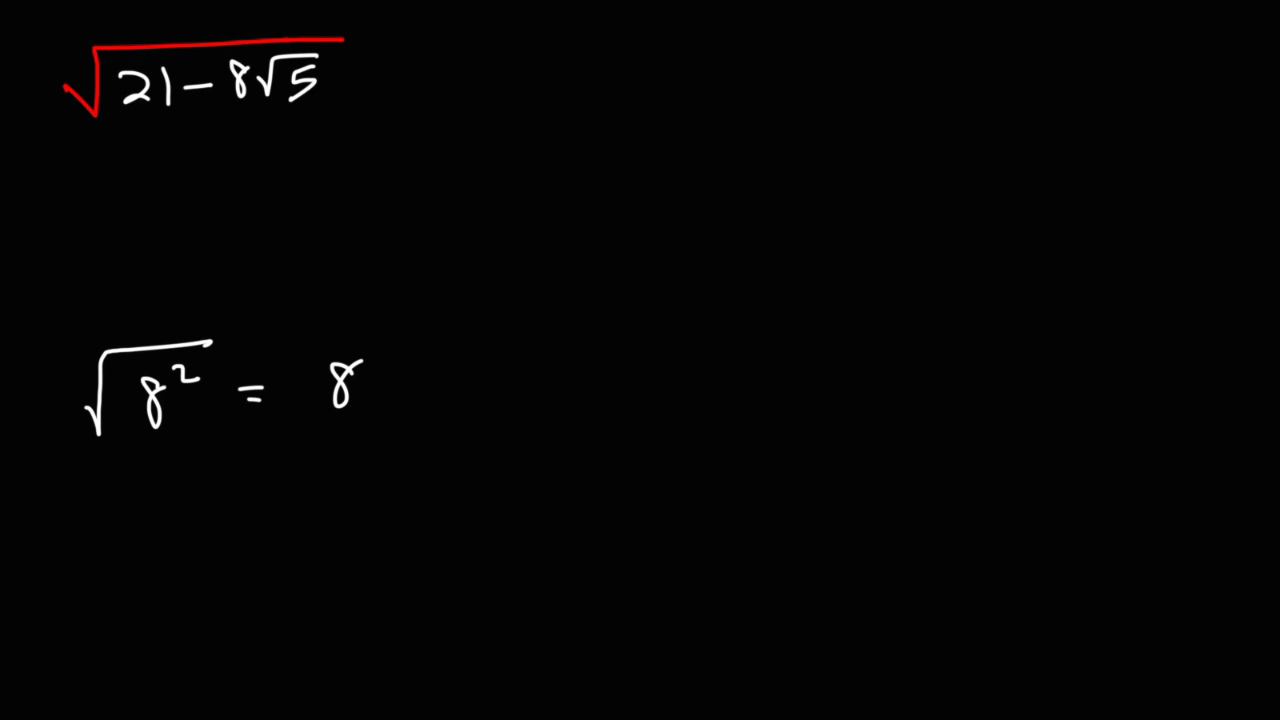 √(21 - 8√5)
√(8²) = 8